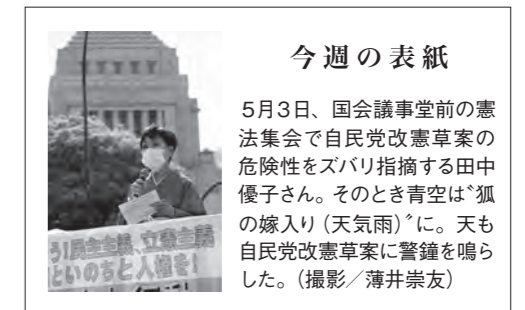 今週の表紙
5月3日、国会議事堂前の憲
法集会で自民党改憲草案の
危険性をズバリ指摘する田中
優子さん。そのとき青空は〝狐
の嫁入り(天気雨)〟に。天も
自民党改憲草案に警鐘を鳴ら
した。(撮影/薄井崇友)
う!民主主義、立憲主義
といのちと人権を!